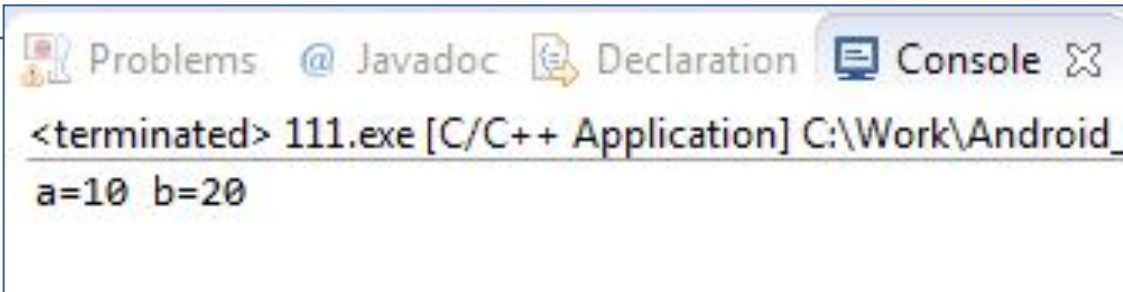 Problems @ Javadoc Declaration Console
<terminated> 111.exe [C/C++ Application] C:\Work\Android_
a=10 b=20